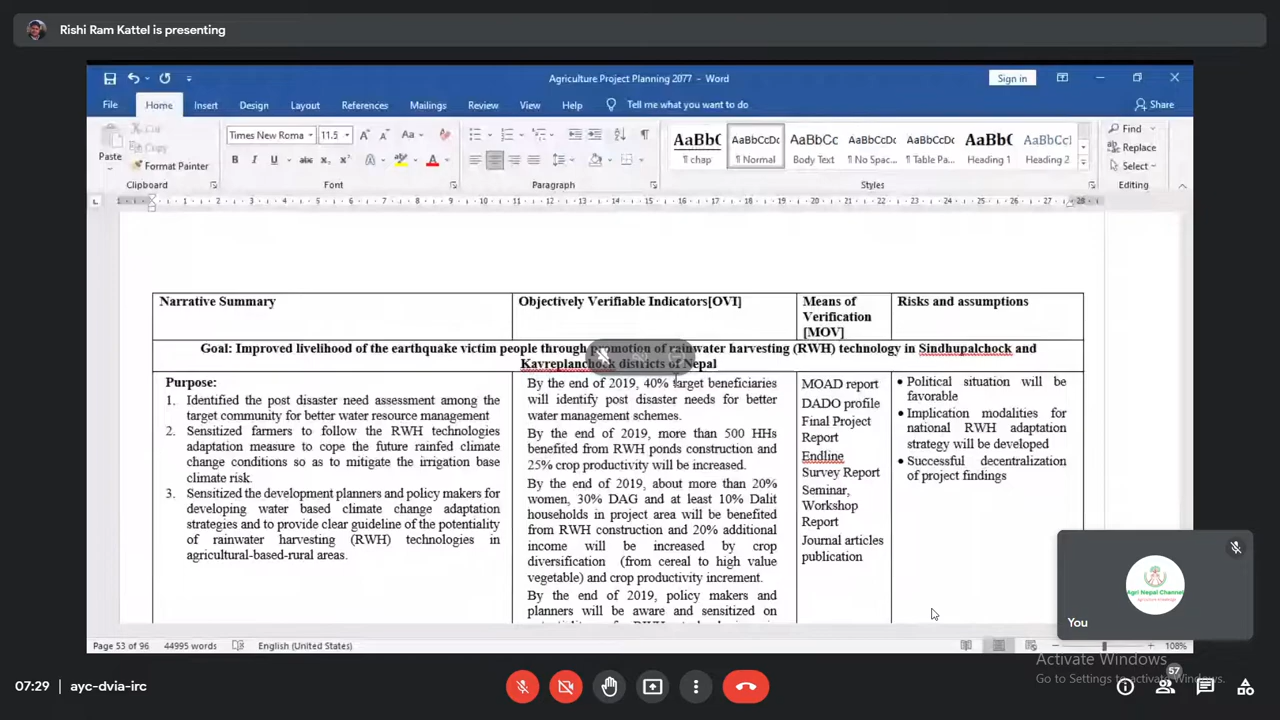 Rishi Ram Kattel is presenting
Agriculture Project Planning 2077 - Word
Sign in
File Home Insert Design Layout References Mailings Review View Help Tell me what you want to do Share
Paste
Cut
Copy
Format Painter
Clipboard
Times New Roma 11.5
Font
Paragraph
AaBbC AaBbCcDc AaBbCc AaBbCcDc AaBbCcDc AaBbC AaBbCcI
¶ chap ¶ Normal Body Text ¶ No Spac... ¶ Table Pa... Heading 1 Heading 2
Styles
Find
Replace
Select
Editing
Narrative Summary
Objectively Verifiable Indicators[OVI]
Means of
Verification
[MOV]
Risks and assumptions
Goal: Improved livelihood of the earthquake victim people through promotion of rainwater harvesting (RWH) technology in Sindhupalchock and
Kavreplanchock districts of Nepal
Purpose:
1. Identified the post disaster need assessment among the
target community for better water resource management
2. Sensitized farmers to follow the RWH technologies
adaptation measure to cope the future rainfed climate
change conditions so as to mitigate the irrigation base
climate risk.
3. Sensitized the development planners and policy makers for
developing water based climate change adaptation
strategies and to provide clear guideline of the potentiality
of rainwater harvesting (RWH) technologies in
agricultural-based-rural areas.
By the end of 2019, 40% target beneficiaries
will identify post disaster needs for better
water management schemes.
By the end of 2019, more than 500 HHs
benefited from RWH ponds construction and
25% crop productivity will be increased.
By the end of 2019, about more than 20%
women, 30% DAG and at least 10% Dalit
households in project area will be benefited
from RWH construction and 20% additional
income will be increased by crop
diversification (from cereal to high value
vegetable) and crop productivity increment.
By the end of 2019, policy makers and
planners will be aware and sensitized on
MOAD report
DADO profile
Final Project
Report
Endline
Survey Report
Seminar,
Workshop
Report
Journal articles
publication
• Political situation will be
favorable
• Implication modalities for
national RWH adaptation
strategy will be developed
• Successful decentralization
of project findings
Agri Nepal Channel
You
Page 53 of 96 44995 words English (United States) 108%
Activate Windows
Go to Settings to activate Windows.
07:29 | ayc-dvia-irc
57